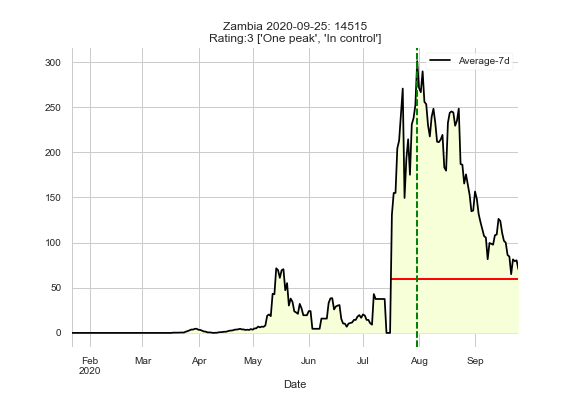 Zambia 2020-09-25: 14515
Rating:3 ['One peak', 'In control']
Average-7d
300
250
200
150
100
50
0
Feb Mar Apr May Jun Jul Aug Sep
2020
Date